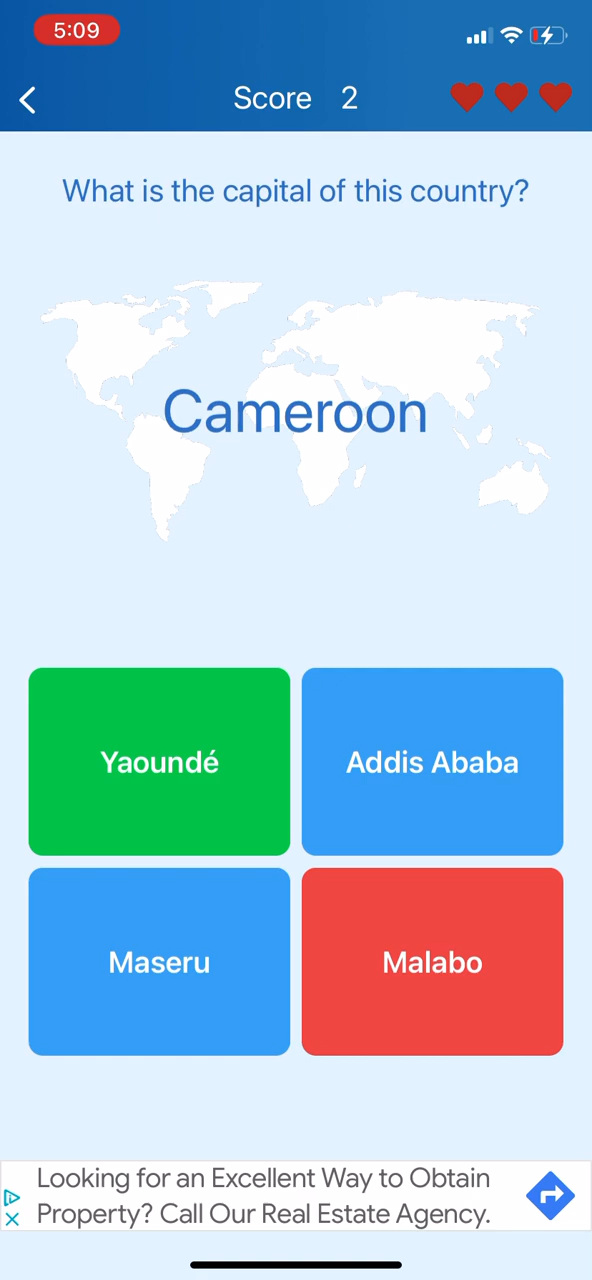 5:09
Score 2
What is the capital of this country?
Cameroon
Yaoundé
Addis Ababa
Maseru
Malabo
Looking for an Excellent Way to Obtain
Property? Call Our Real Estate Agency.